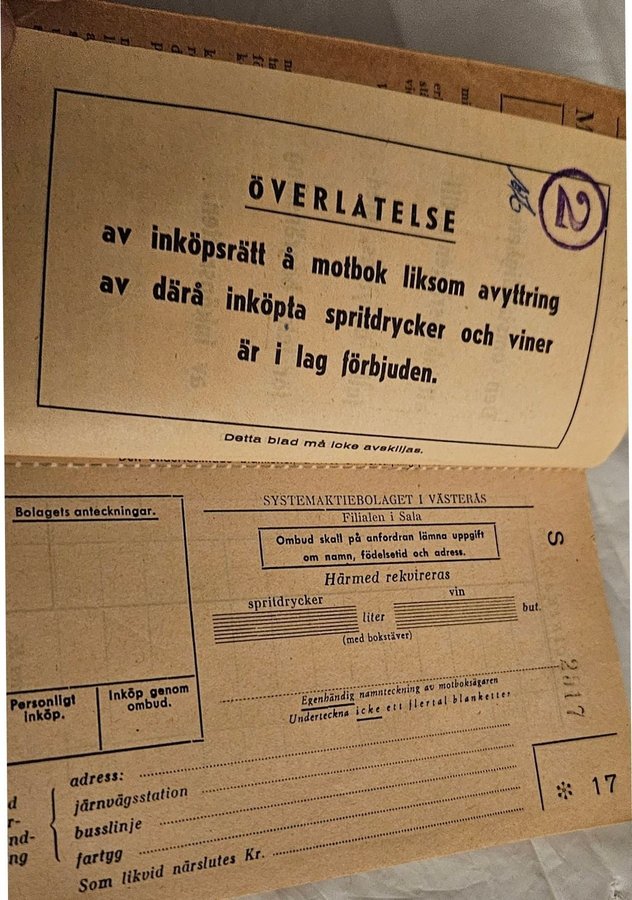 2
ÖVERLÅTELSE
av inköpsrätt å motbok liksom avyttring
av därå inköpta spritdrycker och viner
är i lag förbjuden.
Detta blad må icke avskiljas.
SYSTEMAKTIEBOLAGET I VÄSTERÅS
Filialen i Sala
Bolagets anteckningar.
Ombud skall på anfordran lämna uppgift
om namn, födelsetid och adress.
S
Härmed rekvireras
spritdrycker vin
liter but.
(med bokstäver)
2517
Egenhändig namnteckning av motboksägaren
Underteckna icke ett flertal blanketter
Personligt inköp.
Inköp genom ombud.
adress:
järnvägsstation
busslinje
fartyg
Som likvid närslutes Kr.
※ 17